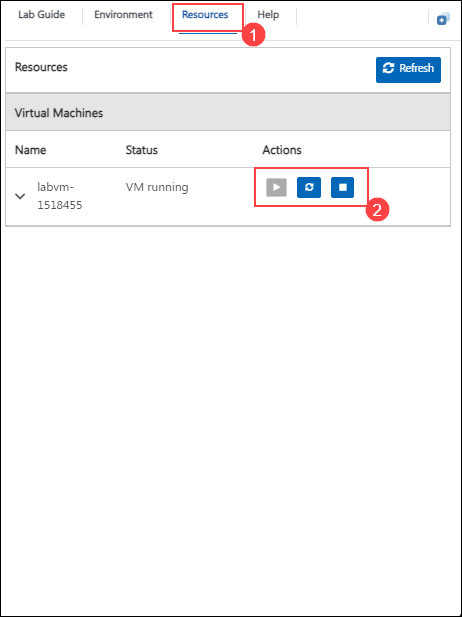 Lab Guide Environment Resources Help
1
Resources Refresh
Virtual Machines
Name Status Actions
labvm- VM running
1518455
2